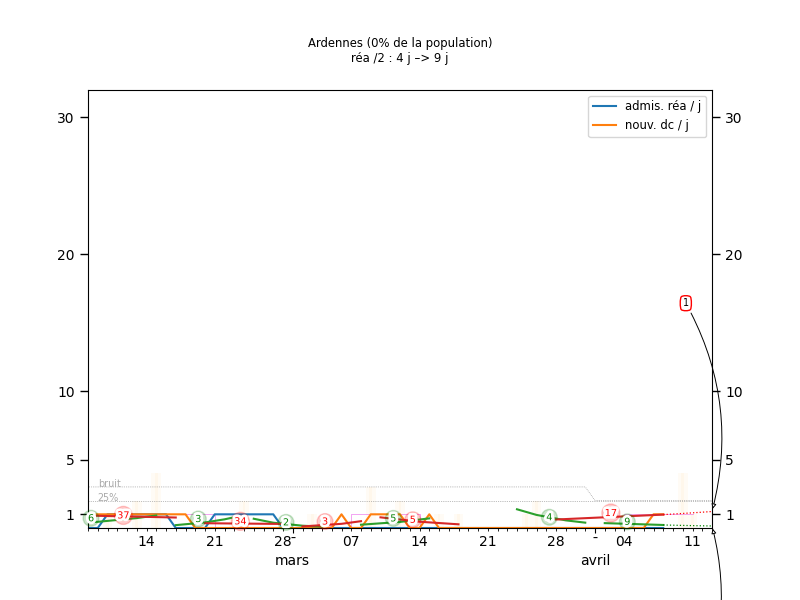 Ardennes (0% de la population)
réa /2 : 4 j –> 9 j
admis. réa / j
nouv. dc / j
30 30
20 20
10 10
5 5
1 1
1
bruit
25%
6 37 3 34 2 3 5 5 4 17 9
14 21 28 07 14 21 28 04 11
mars avril